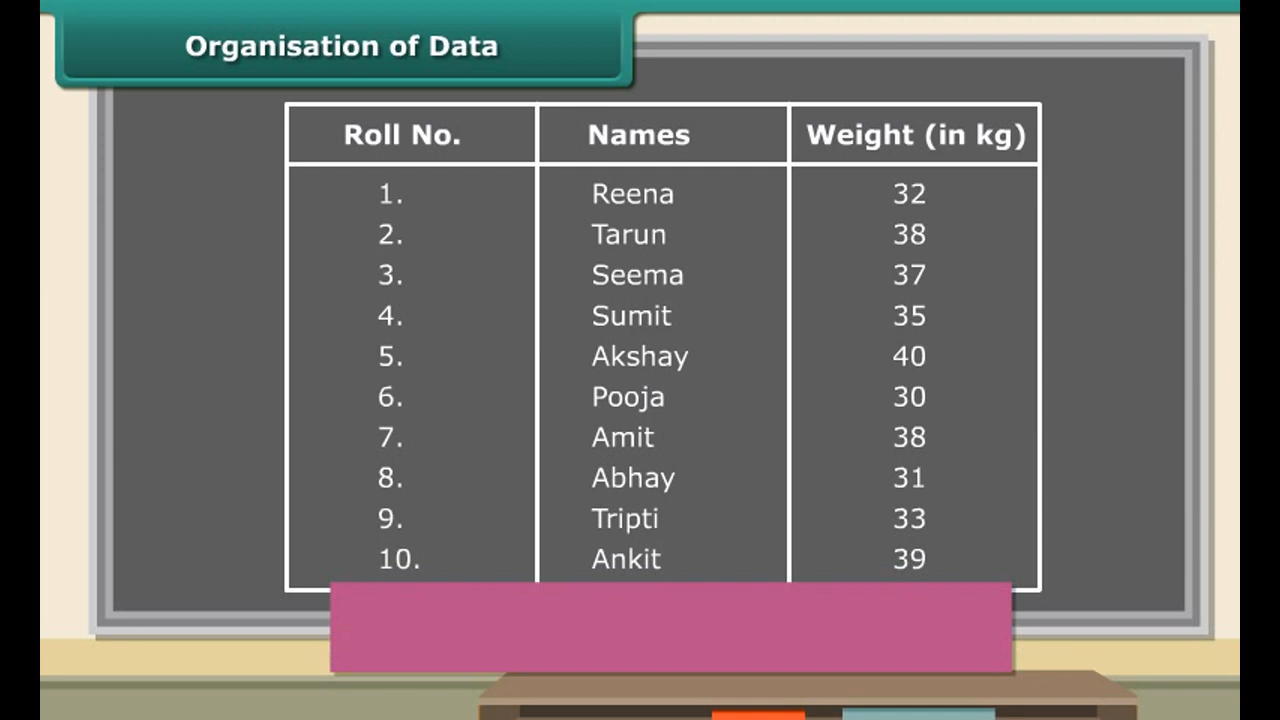 Organisation of Data
Roll No. Names Weight (in kg)
1. Reena 32
2. Tarun 38
3. Seema 37
4. Sumit 35
5. Akshay 40
6. Pooja 30
7. Amit 38
8. Abhay 31
9. Tripti 33
10. Ankit 39